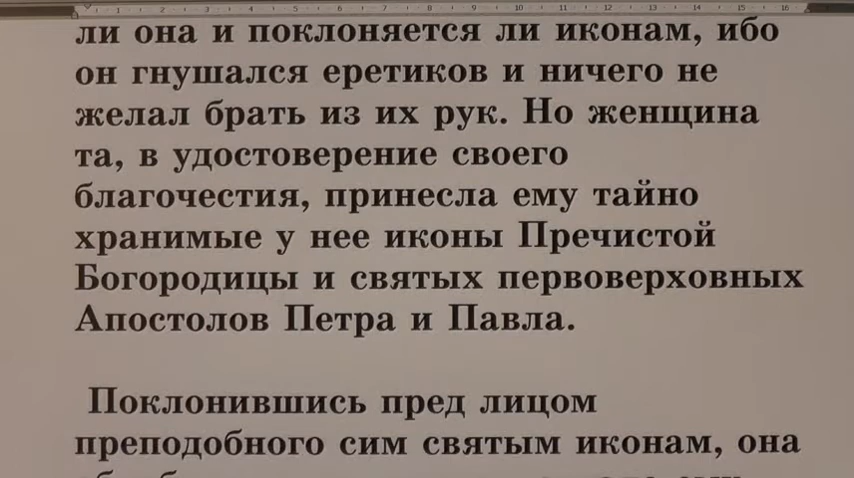 ли она и поклоняется ли иконам, ибо
он гнушался еретиков и ничего не
желал брать из их рук. Но женщина
та, в удостоверение своего
благочестия, принесла ему тайно
хранимые у нее иконы Пречистой
Богородицы и святых первоверховных
Апостолов Петра и Павла.
Поклонившись пред лицом
преподобного сим святым иконам, она